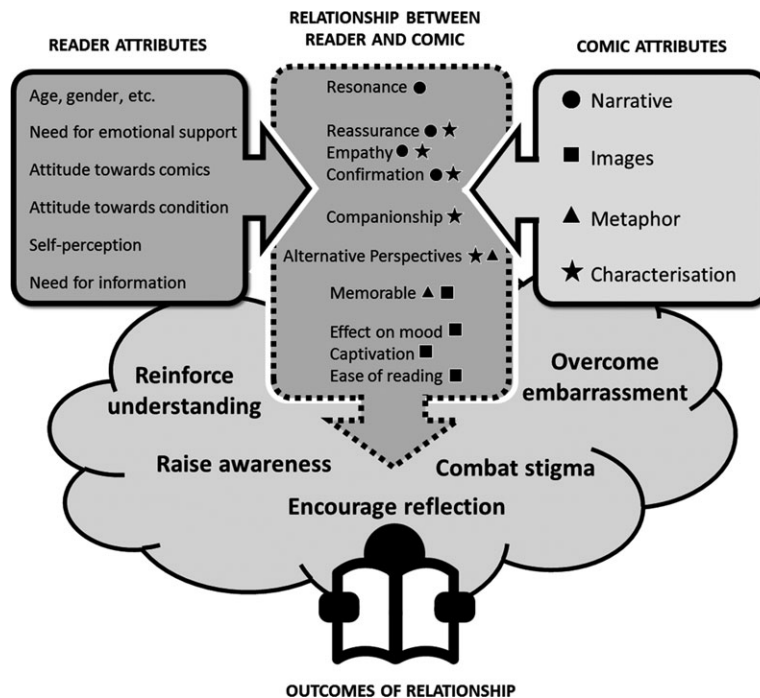 READER ATTRIBUTES
Age, gender, etc.
Need for emotional support
Attitude towards comics
Attitude towards condition
Self-perception
Need for information
RELATIONSHIP BETWEEN
READER AND COMIC
Resonance ●
Reassurance ● ★
Empathy ● ★
Confirmation ● ★
Companionship ★
Alternative Perspectives ★ ▲
Memorable ▲ ■
Effect on mood ■
Captivation ■
Ease of reading ■
COMIC ATTRIBUTES
● Narrative
■ Images
▲ Metaphor
★ Characterisation
Reinforce
understanding
Overcome
embarrassment
Raise awareness
Combat stigma
Encourage reflection
OUTCOMES OF RELATIONSHIP